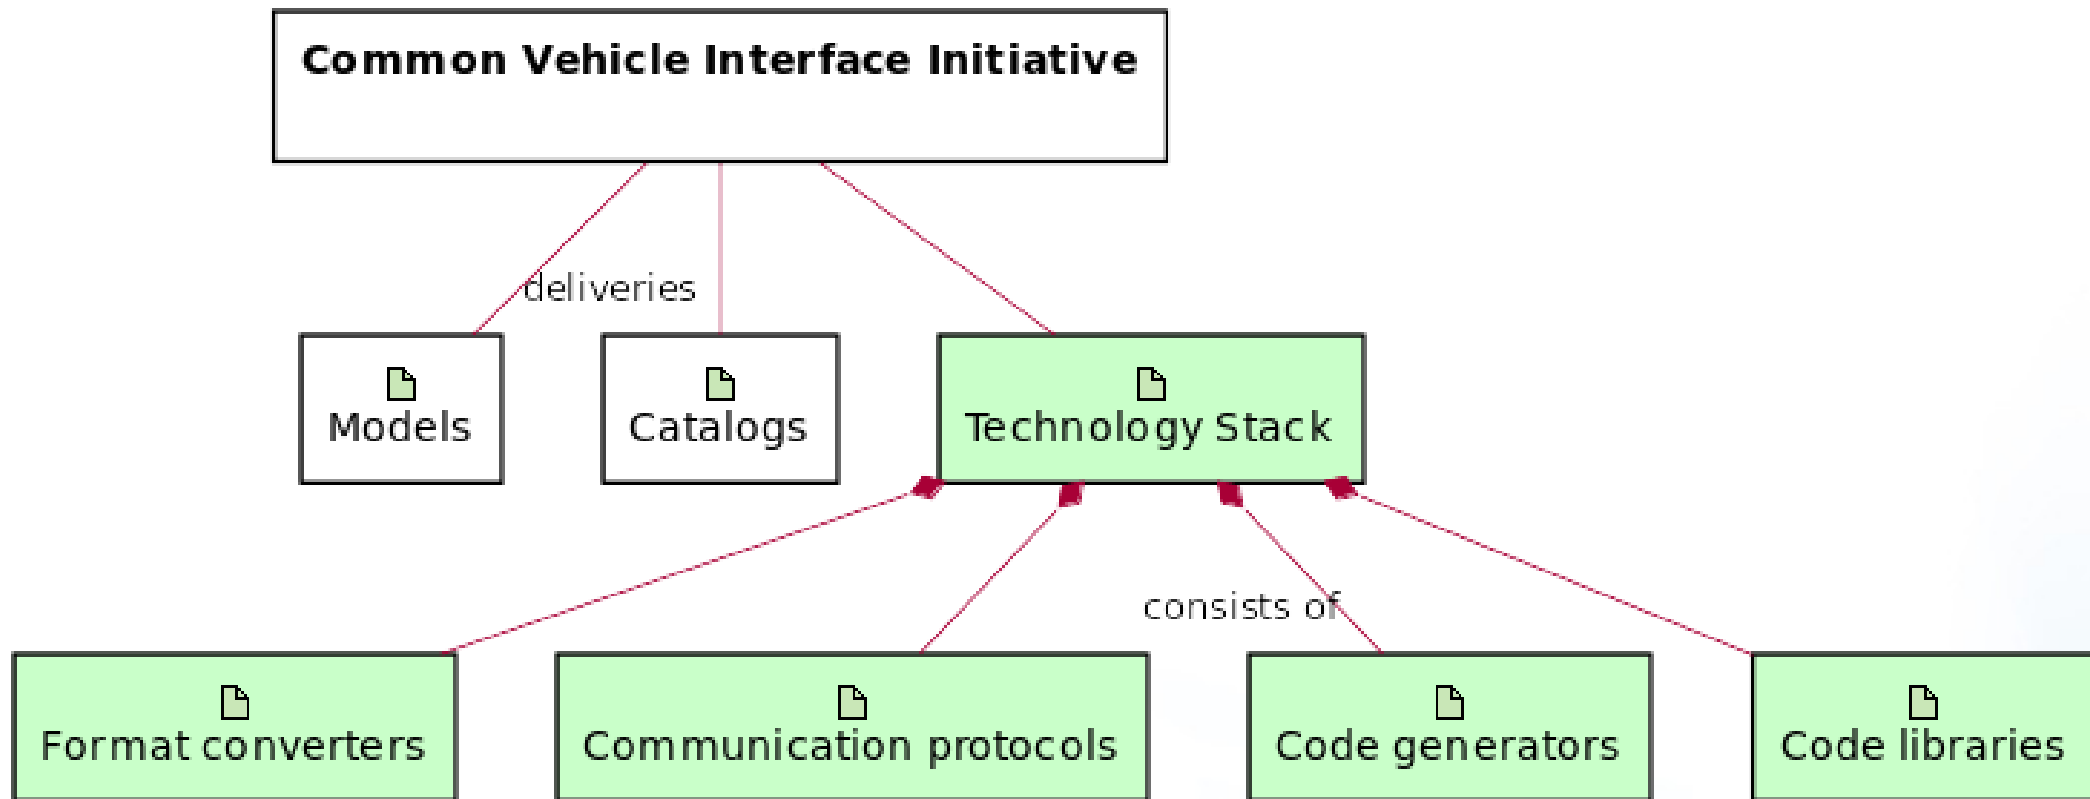 Common Vehicle Interface Initiative
deliveries
Models
Catalogs
Technology Stack
consists of
Format converters
Communication protocols
Code generators
Code libraries